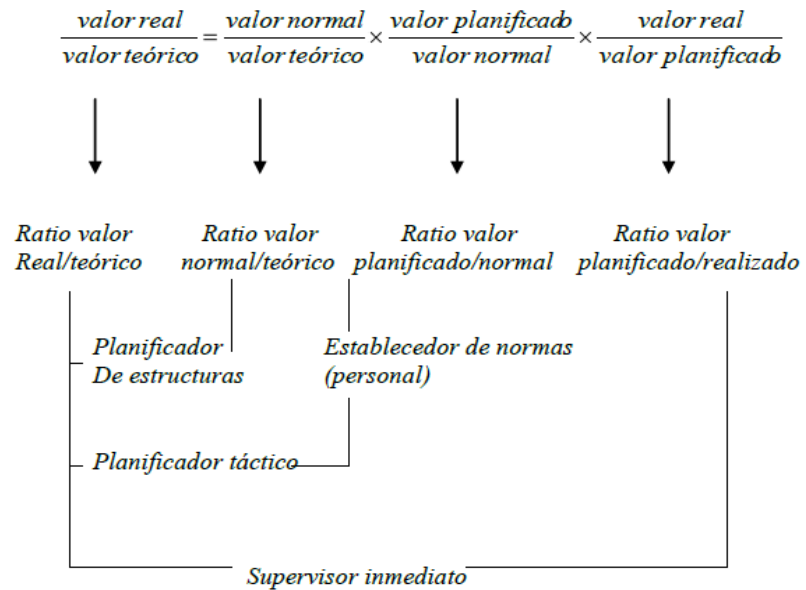 valor real / valor teórico = valor normal / valor teórico × valor planificado / valor normal × valor real / valor planificado
Ratio valor Real/teórico
Ratio valor normal/teórico
Ratio valor planificado/normal
Ratio valor planificado/realizado
Planificador
De estructuras
Establecedor de normas
(personal)
Planificador táctico
Supervisor inmediato